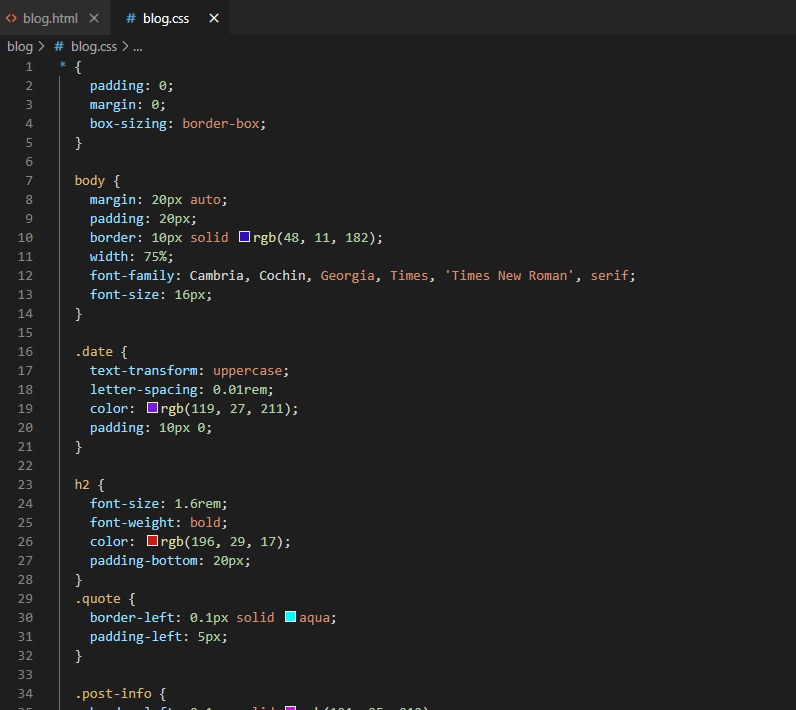 blog.html
blog.css
blog > blog.css > ...
1 * {
2 padding: 0;
3 margin: 0;
4 box-sizing: border-box;
5 }
6
7 body {
8 margin: 20px auto;
9 padding: 20px;
10 border: 10px solid rgb(48, 11, 182);
11 width: 75%;
12 font-family: Cambria, Cochin, Georgia, Times, 'Times New Roman', serif;
13 font-size: 16px;
14 }
15
16 .date {
17 text-transform: uppercase;
18 letter-spacing: 0.01rem;
19 color: rgb(119, 27, 211);
20 padding: 10px 0;
21 }
22
23 h2 {
24 font-size: 1.6rem;
25 font-weight: bold;
26 color: rgb(196, 29, 17);
27 padding-bottom: 20px;
28 }
29 .quote {
30 border-left: 0.1px solid aqua;
31 padding-left: 5px;
32 }
33
34 .post-info {